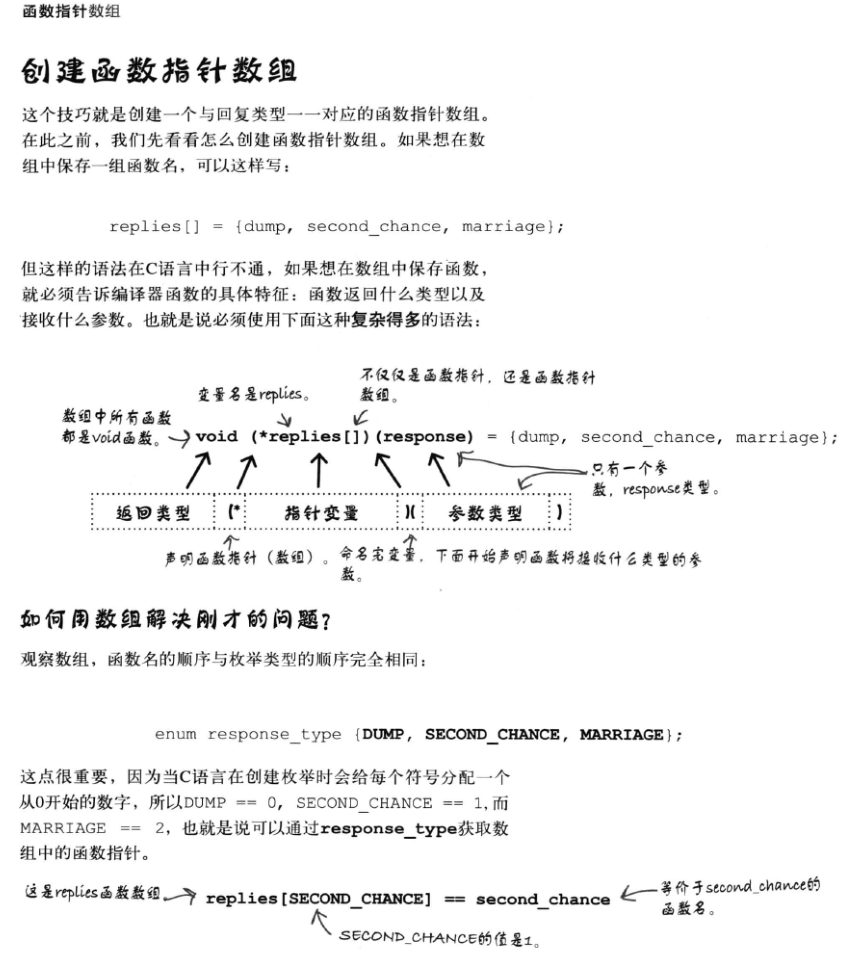 函数指针数组
创建函数指针数组
这个技巧就是创建一个与回复类型一一对应的函数指针数组。
在此之前，我们先看看怎么创建函数指针数组。如果想在数
组中保存一组函数名，可以这样写：
replies[] = {dump, second_chance, marriage};
但这样的语法在C语言中行不通，如果想在数组中保存函数，
就必须告诉编译器函数的具体特征：函数返回什么类型以及
接收什么参数。也就是说必须使用下面这种复杂得多的语法：
不仅仅是函数指针，还是函数指针
数组。
变量名是replies。
数组中所有函数
都是void函数。
void (*replies[])(response) = {dump, second_chance, marriage};
只有一个参
数，response类型。
返回类型 (* 指针变量 )( 参数类型 )
声明函数指针（数组）。
命名完变量，下面开始声明函数将接收什么类型的参
数。
如何用数组解决刚才的问题？
观察数组，函数名的顺序与枚举类型的顺序完全相同：
enum response_type {DUMP, SECOND_CHANCE, MARRIAGE};
这点很重要，因为当C语言在创建枚举时会给每个符号分配一个
从0开始的数字，所以DUMP == 0, SECOND_CHANCE == 1,而
MARRIAGE == 2，也就是说可以通过response_type获取数
组中的函数指针。
这是replies函数数组
replies[SECOND_CHANCE] == second_chance
等价于second_chance的
函数名。
SECOND_CHANCE的值是1。